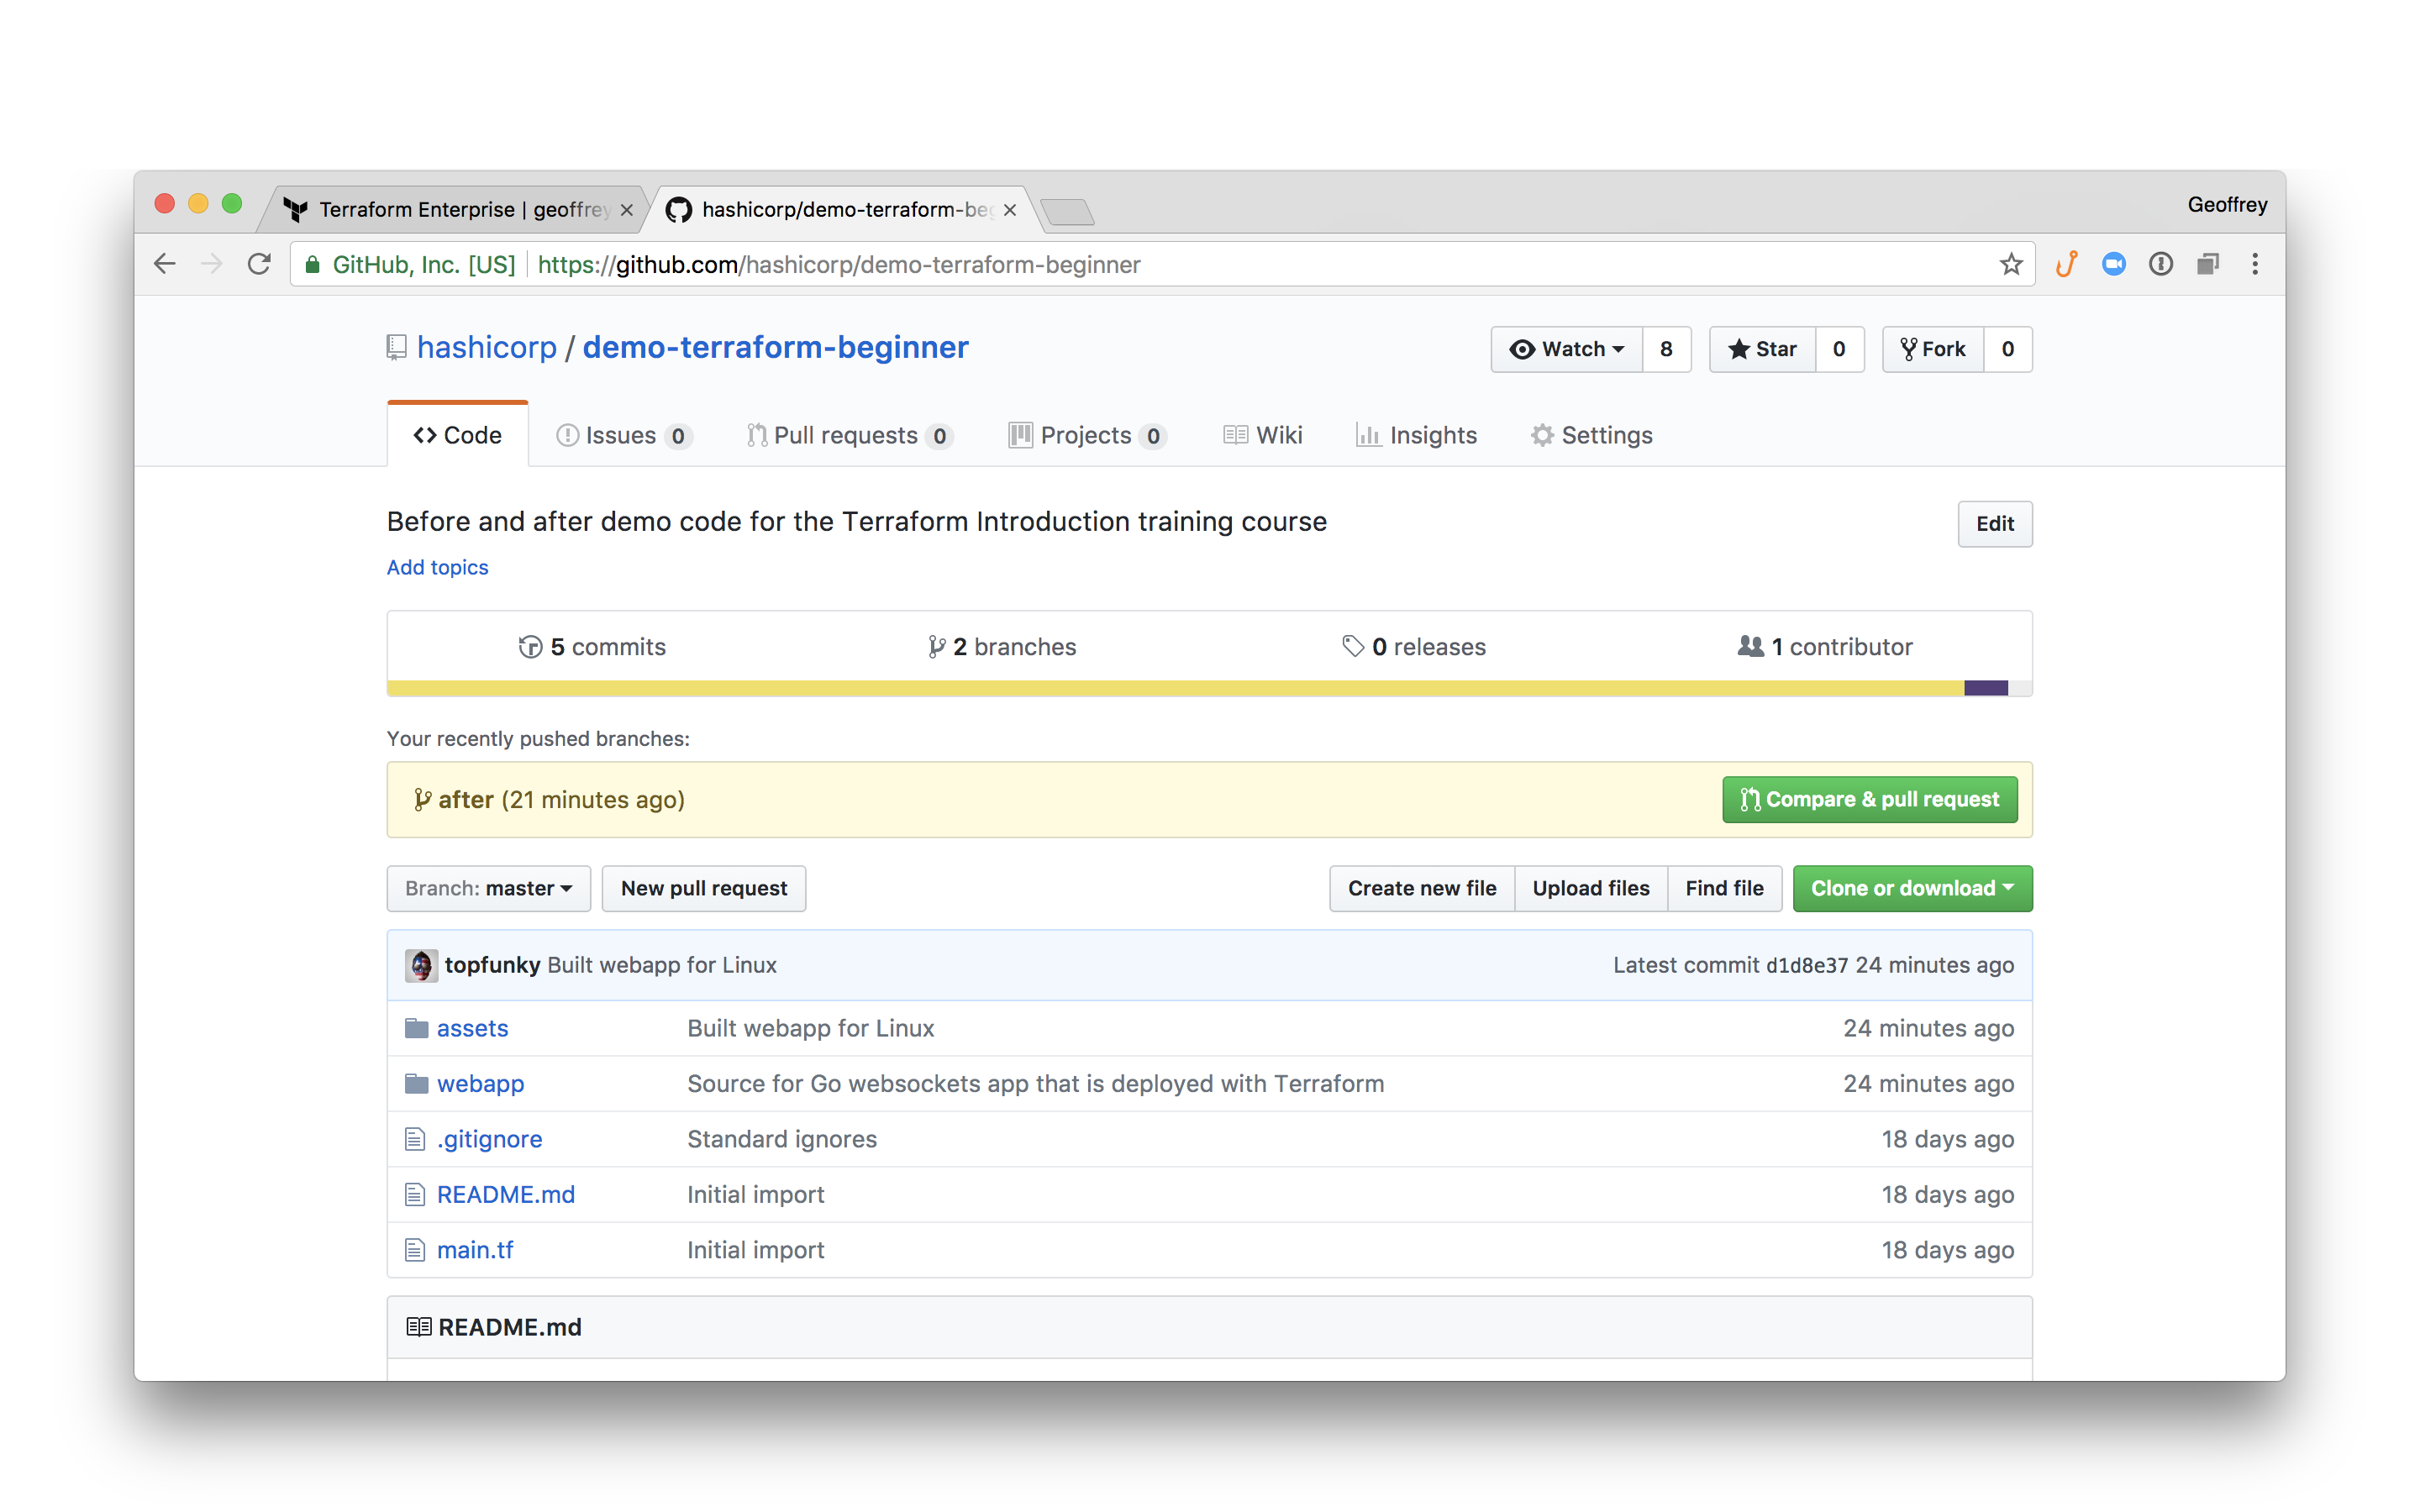 Terraform Enterprise | geoffrey
hashicorp/demo-terraform-beg
Geoffrey
GitHub, Inc. [US] https://github.com/hashicorp/demo-terraform-beginner
hashicorp / demo-terraform-beginner
Watch 8 Star 0 Fork 0
Code Issues 0 Pull requests 0 Projects 0 Wiki Insights Settings
Before and after demo code for the Terraform Introduction training course
Edit
Add topics
5 commits 2 branches 0 releases 1 contributor
Your recently pushed branches:
after (21 minutes ago) Compare & pull request
Branch: master New pull request Create new file Upload files Find file Clone or download
topfunky Built webapp for Linux Latest commit d1d8e37 24 minutes ago
assets Built webapp for Linux 24 minutes ago
webapp Source for Go websockets app that is deployed with Terraform 24 minutes ago
.gitignore Standard ignores 18 days ago
README.md Initial import 18 days ago
main.tf Initial import 18 days ago
README.md